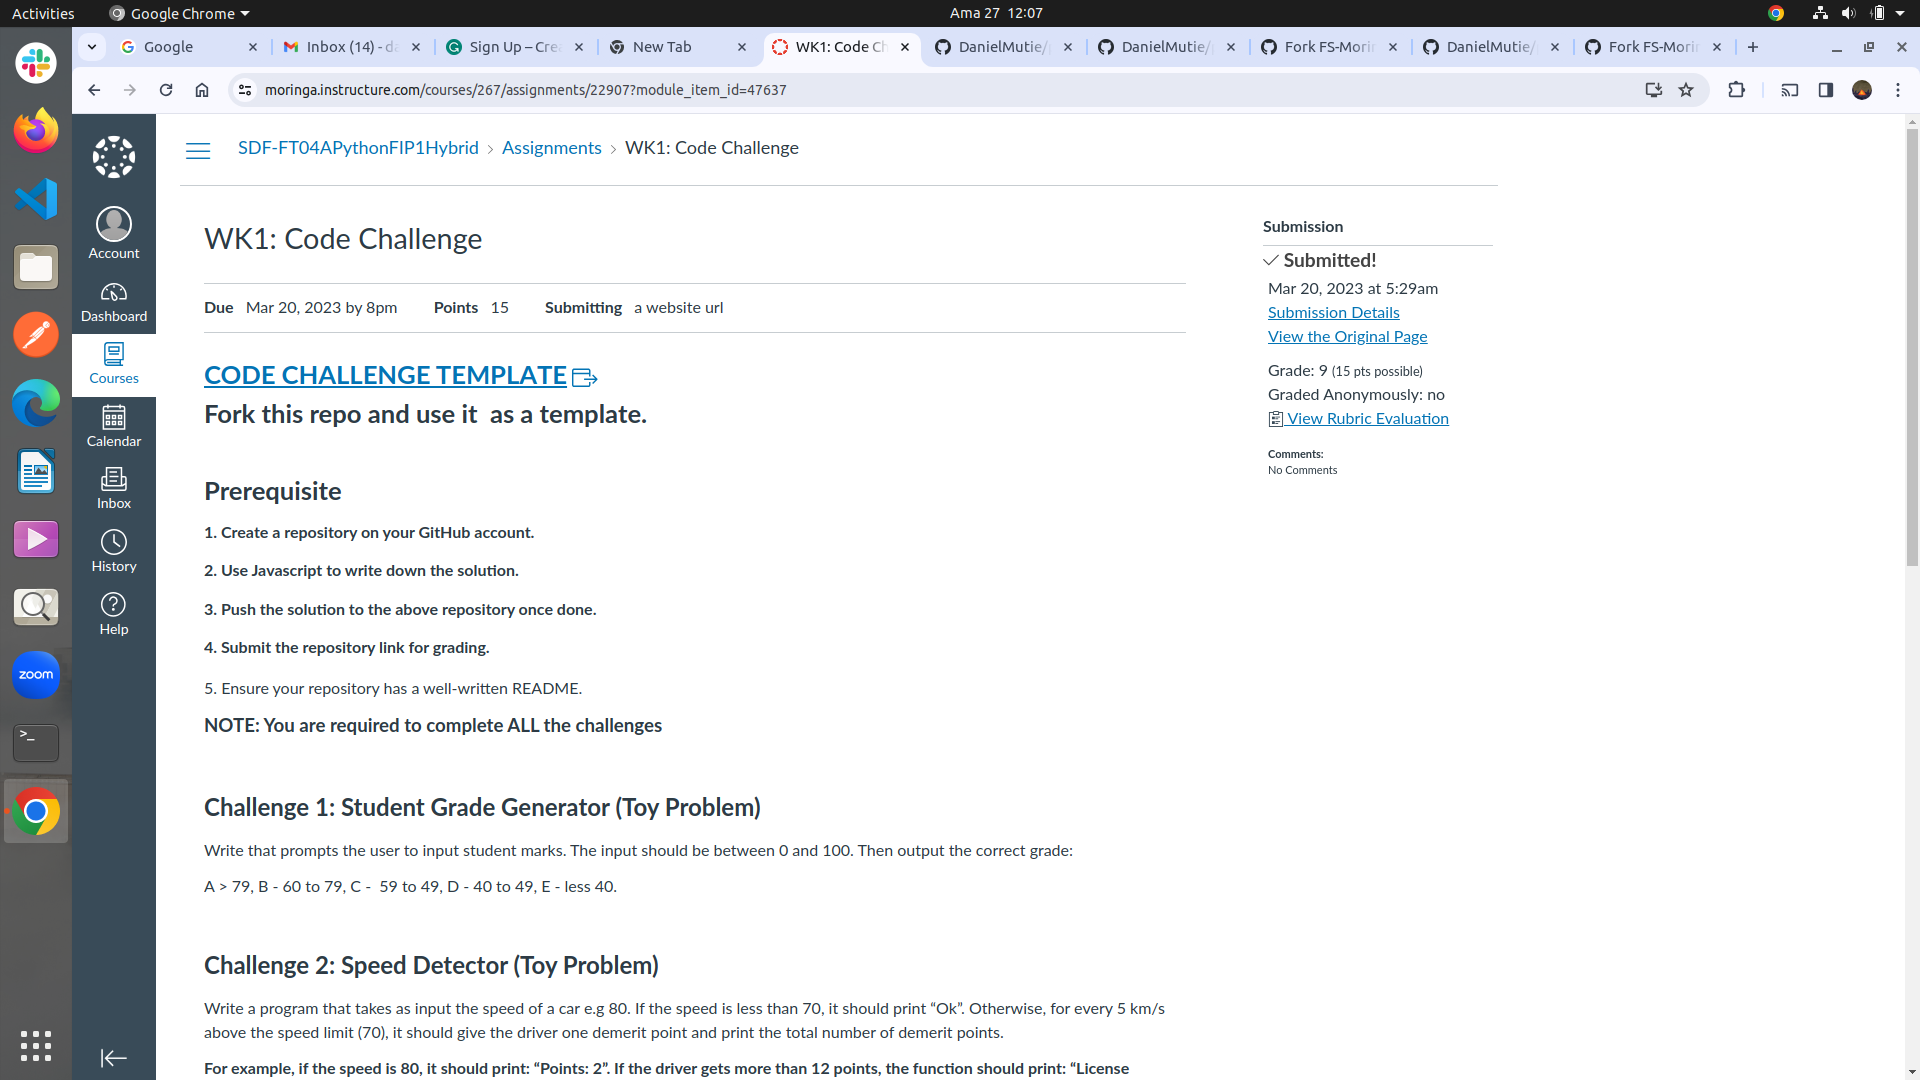 Activities
Google Chrome
Ama 27 12:07
Google
Inbox (14) - da
Sign Up – Crea
New Tab
WK1: Code Ch
DanielMutie/
DanielMutie/
Fork FS-Morin
DanielMutie/
Fork FS-Morin
moringa.instructure.com/courses/267/assignments/22907?module_item_id=47637
SDF-FT04APythonFIP1Hybrid > Assignments > WK1: Code Challenge
Account
Dashboard
Courses
Calendar
Inbox
History
Help
zoom
WK1: Code Challenge
Due Mar 20, 2023 by 8pm Points 15 Submitting a website url
CODE CHALLENGE TEMPLATE
Fork this repo and use it as a template.
Prerequisite
1. Create a repository on your GitHub account.
2. Use Javascript to write down the solution.
3. Push the solution to the above repository once done.
4. Submit the repository link for grading.
5. Ensure your repository has a well-written README.
NOTE: You are required to complete ALL the challenges
Challenge 1: Student Grade Generator (Toy Problem)
Write that prompts the user to input student marks. The input should be between 0 and 100. Then output the correct grade:
A > 79, B - 60 to 79, C - 59 to 49, D - 40 to 49, E - less 40.
Challenge 2: Speed Detector (Toy Problem)
Write a program that takes as input the speed of a car e.g 80. If the speed is less than 70, it should print “Ok”. Otherwise, for every 5 km/s
above the speed limit (70), it should give the driver one demerit point and print the total number of demerit points.
For example, if the speed is 80, it should print: “Points: 2”. If the driver gets more than 12 points, the function should print: “License
Submission
Submitted!
Mar 20, 2023 at 5:29am
Submission Details
View the Original Page
Grade: 9 (15 pts possible)
Graded Anonymously: no
View Rubric Evaluation
Comments:
No Comments